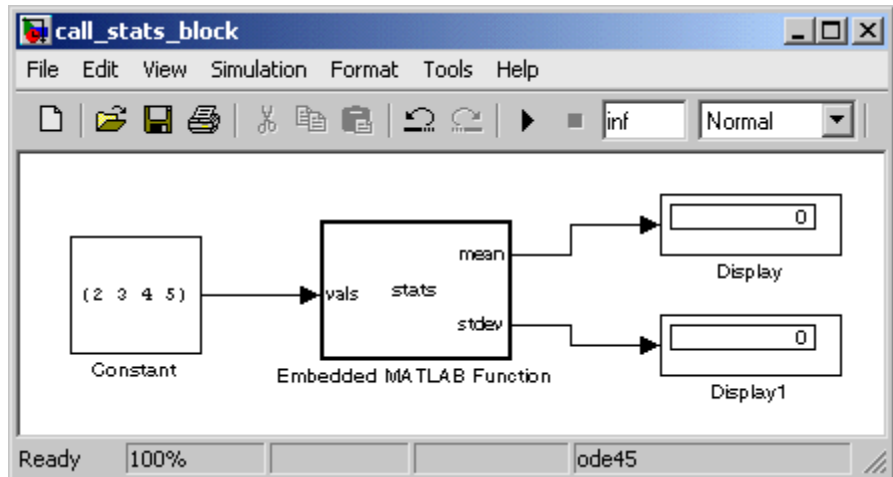 call_stats_block
File Edit View Simulation Format Tools Help
inf Normal
(2 3 4 5)
Constant
vals stats mean stdev
Embedded MATLAB Function
0
Display
0
Display1
Ready 100% ode45